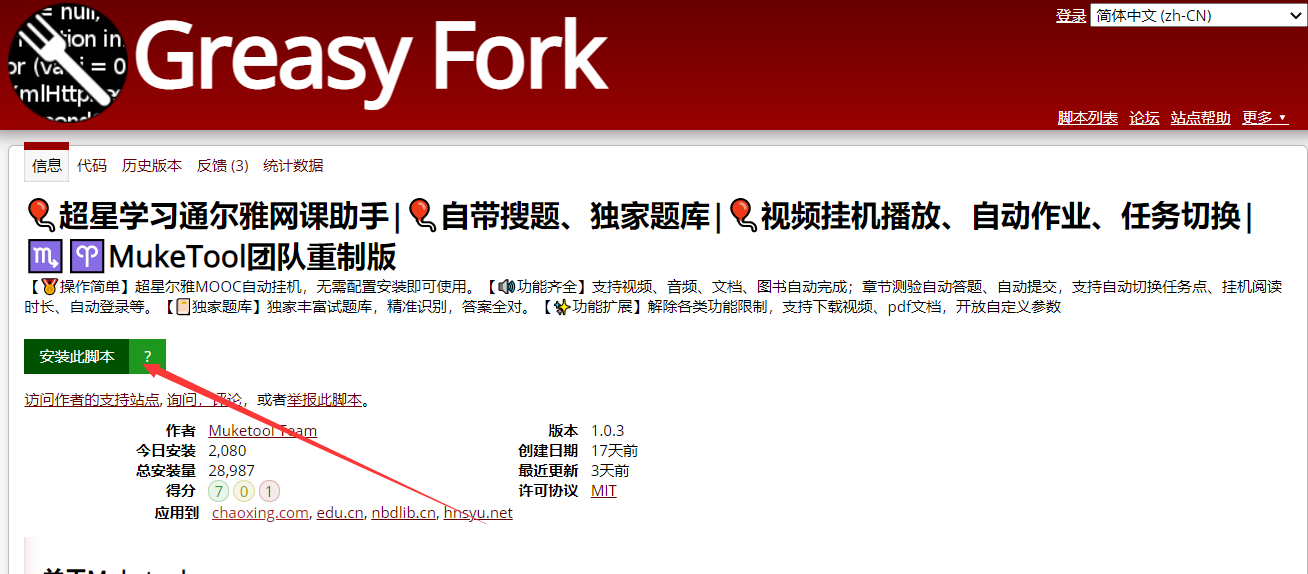 = null,
tion in
or (va i = 0
mlHttp
Greasy Fork
登录 简体中文 (zh-CN)
脚本列表 论坛 站点帮助 更多 ▼
信息 代码 历史版本 反馈 (3) 统计数据
🎈超星学习通尔雅网课助手|🎈自带搜题、独家题库|🎈视频挂机播放、自动作业、任务切换|
♏♈MukeTool团队重制版
【🏅操作简单】超星尔雅MOOC自动挂机，无需配置安装即可使用。【🔊功能齐全】支持视频、音频、文档、图书自动完成；章节测验自动答题、自动提交，支持自动切换任务点、挂机阅读
时长、自动登录等。【📔独家题库】独家丰富试题库，精准识别，答案全对。【✨功能扩展】解除各类功能限制，支持下载视频、pdf文档，开放自定义参数
安装此脚本 ?
访问作者的支持站点, 询问，评论，或者举报此脚本。
作者 Muketool Team 版本 1.0.3
今日安装 2,080 创建日期 17天前
总安装量 28,987 最近更新 3天前
得分 7 0 1 许可协议 MIT
应用到 chaoxing.com, edu.cn, nbdlib.cn, hnsyu.net